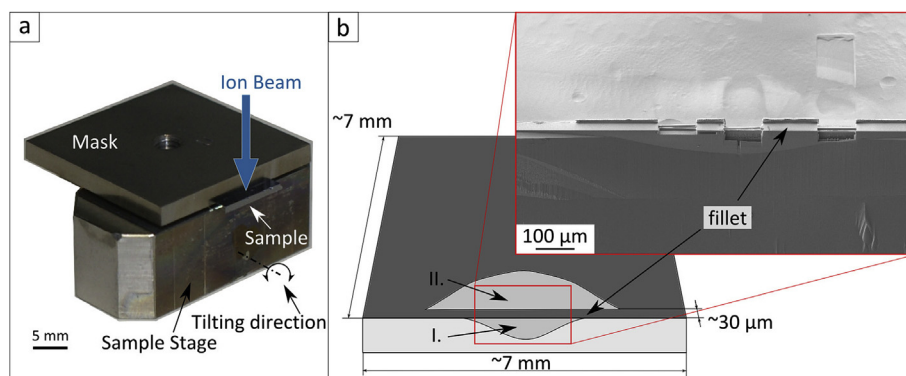 a
Ion Beam
Mask
Sample
Tilting direction
Sample Stage
5 mm
b
~7 mm
fillet
100 µm
II.
I.
~30 µm
~7 mm